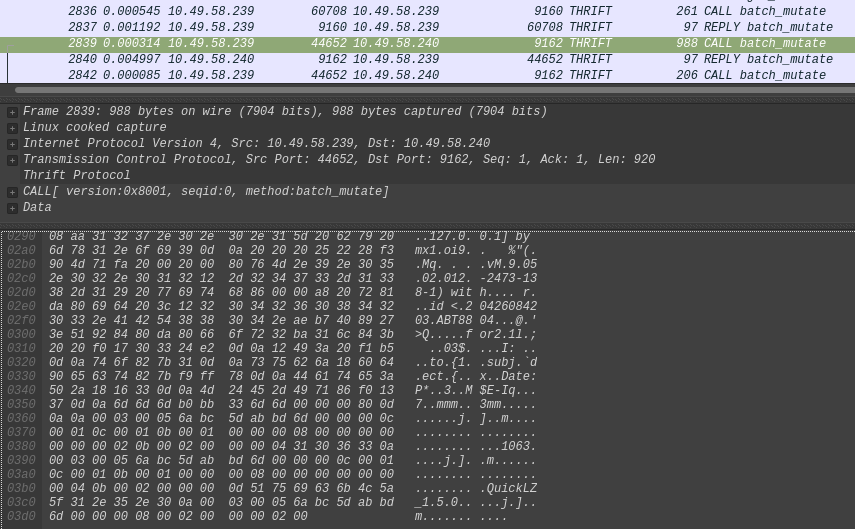 2836 0.000545 10.49.58.239 60708 10.49.58.239 9160 THRIFT 261 CALL batch_mutate
2837 0.001192 10.49.58.239 9160 10.49.58.239 60708 THRIFT 97 REPLY batch_mutate
2839 0.000314 10.49.58.239 44652 10.49.58.240 9162 THRIFT 988 CALL batch_mutate
2840 0.004997 10.49.58.239 9162 10.49.58.239 44652 THRIFT 97 REPLY batch_mutate
2842 0.000085 10.49.58.239 44652 10.49.58.240 9162 THRIFT 206 CALL batch_mutate
Frame 2839: 988 bytes on wire (7904 bits), 988 bytes captured (7904 bits)
Linux cooked capture
Internet Protocol Version 4, Src: 10.49.58.239, Dst: 10.49.58.240
Transmission Control Protocol, Src Port: 44652, Dst Port: 9162, Seq: 1, Ack: 1, Len: 920
Thrift Protocol
CALL[ version:0x8001, seqid:0, method:batch_mutate]
Data
0290 08 aa 31 32 37 2e 30 2e 30 2e 31 5d 20 62 79 20 ..127.0. 0.1] by
02a0 6d 78 31 2e 6f 69 39 0d 0a 20 20 20 25 22 28 f3 mx1.oi9. . %"(.
02b0 90 4d 71 fa 20 00 20 00 80 76 4d 2e 39 2e 30 35 .Mq. . . .vM.9.05
02c0 2e 30 32 2e 30 31 32 12 2d 32 34 37 33 2d 31 33 .02.012. -2473-13
02d0 38 2d 31 29 20 77 69 74 68 86 00 00 a8 20 72 81 8-1) wit h.... r.
02e0 da 80 69 64 20 3c 12 32 30 34 32 36 30 38 34 32 ..id <.2 04260842
02f0 30 33 2e 41 42 54 38 38 30 34 2e ae b7 40 89 27 03.ABT88 04...@.'
0300 3e 51 92 84 80 da 80 66 6f 72 32 ba 31 6c 84 3b >Q.....f or2.1l.;
0310 20 20 f0 17 30 33 24 e2 0d 0a 12 49 3a 20 f1 b5 ..03$. ...I: ..
0320 0d 0a 74 6f 82 7b 31 0d 0a 73 75 62 6a 18 60 64 ..to.{1. .subj.`d
0330 90 65 63 74 82 7b f9 ff 78 0d 0a 44 61 74 65 3a .ect.{.. x..Date:
0340 50 2a 18 16 33 0d 0a 4d 24 45 2d 49 71 86 f0 13 P*..3..M $E-Iq...
0350 37 0d 0a 6d 6d 6d b0 bb 33 6d 6d 00 00 00 80 0d 7..mmm.. 3mm.....
0360 0a 0a 00 03 00 05 6a bc 5d ab bd 6d 00 00 00 0c ......j. ]..m....
0370 00 01 0c 00 01 0b 00 01 00 00 00 08 00 00 00 00 ........ ........
0380 00 00 00 02 0b 00 02 00 00 00 04 31 30 36 33 0a ........ ...1063.
0390 00 03 00 05 6a bc 5d ab bd 6d 00 00 00 0c 00 01 ....j.]. .m......
03a0 0c 00 01 0b 00 01 00 00 00 08 00 00 00 00 00 00 ........ ........
03b0 00 04 0b 00 02 00 00 00 0d 51 75 69 63 6b 4c 5a ........ .QuickLZ
03c0 5f 31 2e 35 2e 30 0a 00 03 00 05 6a bc 5d ab bd _1.5.0.. ...j.]..
03d0 6d 00 00 00 08 00 02 00 00 00 02 00 m....... ....